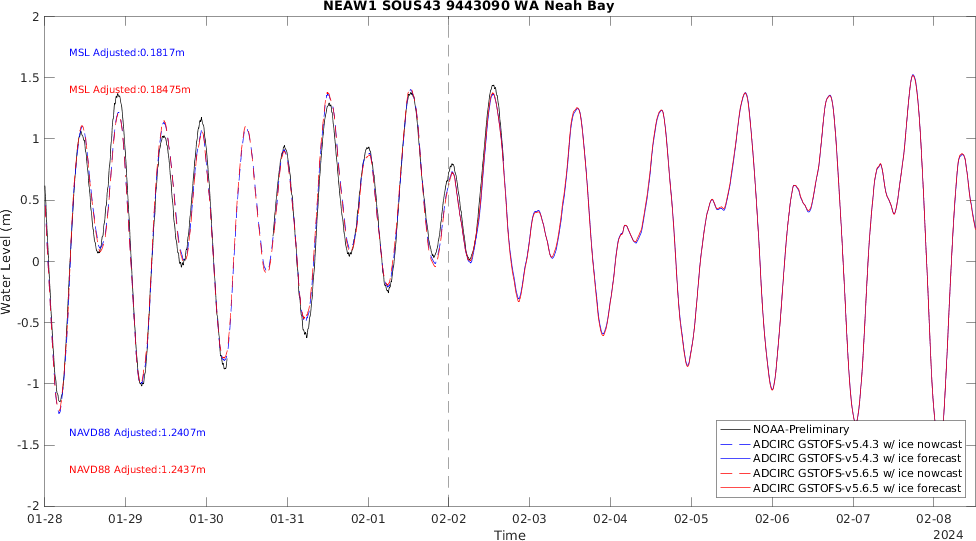 NEAW1 SOUS43 9443090 WA Neah Bay
2
1.5
1
0.5
0
-0.5
-1
-1.5
-2
Water Level (m)
MSL Adjusted:0.1817m
MSL Adjusted:0.18475m
NAVD88 Adjusted:1.2407m
NAVD88 Adjusted:1.2437m
NOAA-Preliminary
ADCIRC GSTOFS-v5.4.3 w/ ice nowcast
ADCIRC GSTOFS-v5.4.3 w/ ice forecast
ADCIRC GSTOFS-v5.6.5 w/ ice nowcast
ADCIRC GSTOFS-v5.6.5 w/ ice forecast
01-28 01-29 01-30 01-31 02-01 02-02 02-03 02-04 02-05 02-06 02-07 02-08
Time
2024